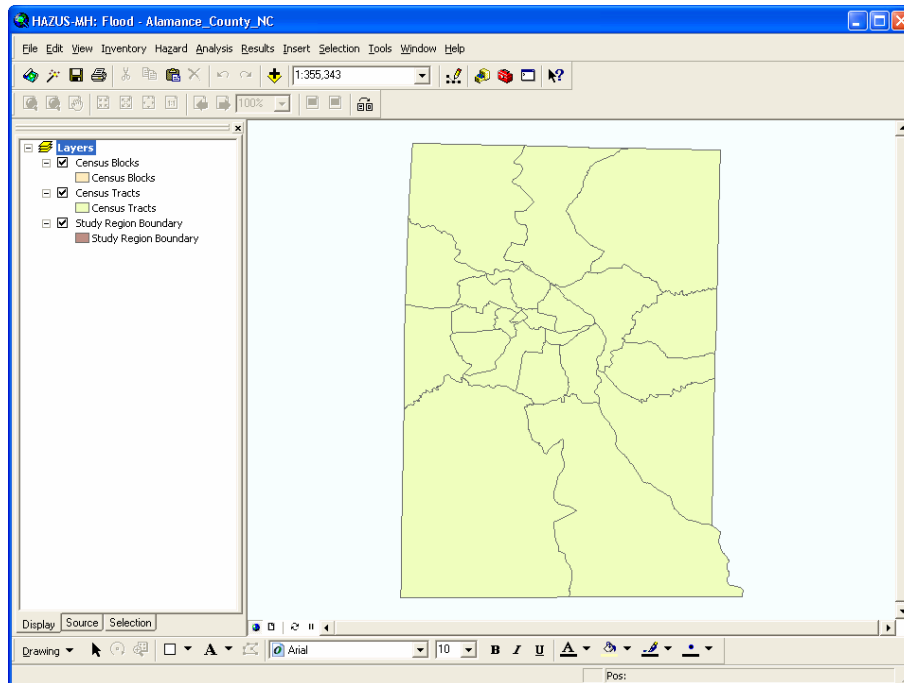 HAZUS-MH: Flood - Alamance_County_NC
File Edit View Inventory Hazard Analysis Results Insert Selection Tools Window Help
1:355,343
1:1 100%
Layers
Census Blocks
Census Blocks
Census Tracts
Census Tracts
Study Region Boundary
Study Region Boundary
Display Source Selection
Drawing A Arial 10 B I U A
Pos: